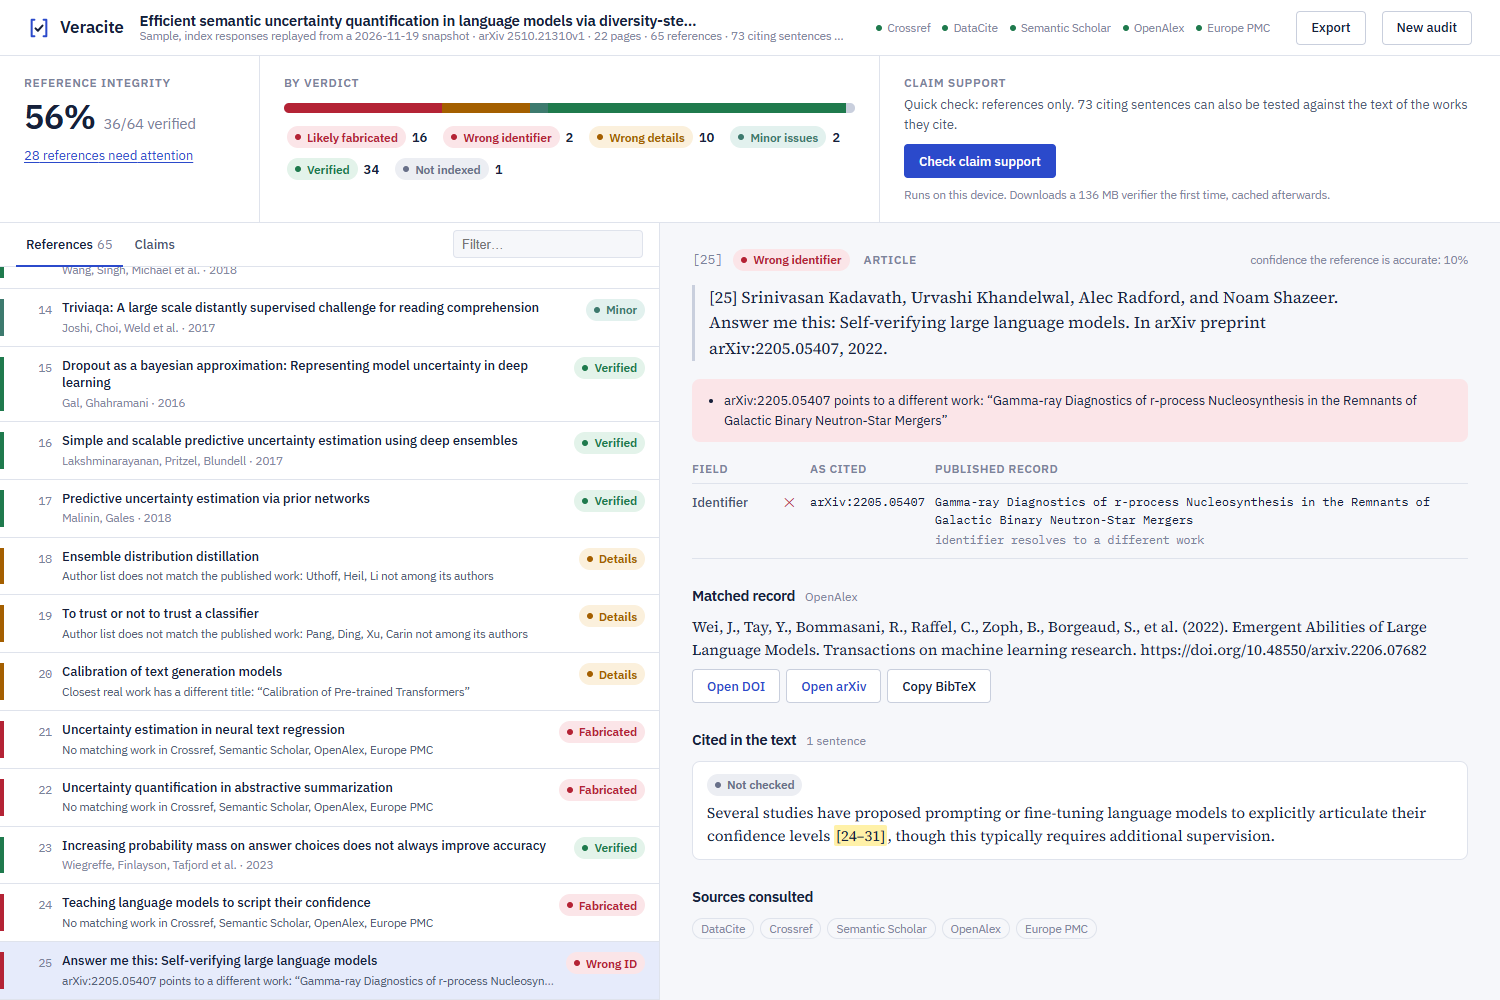 Veracite
Efficient semantic uncertainty quantification in language models via diversity-ste...
Sample, index responses replayed from a 2026-11-19 snapshot · arXiv 2510.21310v1 · 22 pages · 65 references · 73 citing sentences ...
Crossref
DataCite
Semantic Scholar
OpenAlex
Europe PMC
Export
New audit
REFERENCE INTEGRITY
56% 36/64 verified
28 references need attention
BY VERDICT
Likely fabricated 16
Wrong identifier 2
Wrong details 10
Minor issues 2
Verified 34
Not indexed 1
CLAIM SUPPORT
Quick check: references only. 73 citing sentences can also be tested against the text of the works
they cite.
Check claim support
Runs on this device. Downloads a 136 MB verifier the first time, cached afterwards.
References 65
Claims
Filter...
Wang, Singh, Michael et al. · 2018
14 Triviaqa: A large scale distantly supervised challenge for reading comprehension
Minor
Joshi, Choi, Weld et al. · 2017
15 Dropout as a bayesian approximation: Representing model uncertainty in deep
learning
Verified
Gal, Ghahramani · 2016
16 Simple and scalable predictive uncertainty estimation using deep ensembles
Verified
Lakshminarayanan, Pritzel, Blundell · 2017
17 Predictive uncertainty estimation via prior networks
Verified
Malinin, Gales · 2018
18 Ensemble distribution distillation
Details
Author list does not match the published work: Uthoff, Heil, Li not among its authors
19 To trust or not to trust a classifier
Details
Author list does not match the published work: Pang, Ding, Xu, Carin not among its authors
20 Calibration of text generation models
Details
Closest real work has a different title: “Calibration of Pre-trained Transformers”
21 Uncertainty estimation in neural text regression
Fabricated
No matching work in Crossref, Semantic Scholar, OpenAlex, Europe PMC
22 Uncertainty quantification in abstractive summarization
Fabricated
No matching work in Crossref, Semantic Scholar, OpenAlex, Europe PMC
23 Increasing probability mass on answer choices does not always improve accuracy
Verified
Wiegreffe, Finlayson, Tafjord et al. · 2023
24 Teaching language models to script their confidence
Fabricated
No matching work in Crossref, Semantic Scholar, OpenAlex, Europe PMC
25 Answer me this: Self-verifying large language models
Wrong ID
arXiv:2205.05407 points to a different work: “Gamma-ray Diagnostics of r-process Nucleosyn...
[25]
Wrong identifier
ARTICLE
confidence the reference is accurate: 10%
[25] Srinivasan Kadavath, Urvashi Khandelwal, Alec Radford, and Noam Shazeer.
Answer me this: Self-verifying large language models. In arXiv preprint
arXiv:2205.05407, 2022.
• arXiv:2205.05407 points to a different work: “Gamma-ray Diagnostics of r-process Nucleosynthesis in the Remnants of
Galactic Binary Neutron-Star Mergers”
FIELD
AS CITED
PUBLISHED RECORD
Identifier × arXiv:2205.05407 Gamma-ray Diagnostics of r-process Nucleosynthesis in the Remnants of
Galactic Binary Neutron-Star Mergers
identifier resolves to a different work
Matched record OpenAlex
Wei, J., Tay, Y., Bommasani, R., Raffel, C., Zoph, B., Borgeaud, S., et al. (2022). Emergent Abilities of Large
Language Models. Transactions on machine learning research. https://doi.org/10.48550/arxiv.2206.07682
Open DOI
Open arXiv
Copy BibTeX
Cited in the text 1 sentence
Not checked
Several studies have proposed prompting or fine-tuning language models to explicitly articulate their
confidence levels [24–31], though this typically requires additional supervision.
Sources consulted
DataCite
Crossref
Semantic Scholar
OpenAlex
Europe PMC